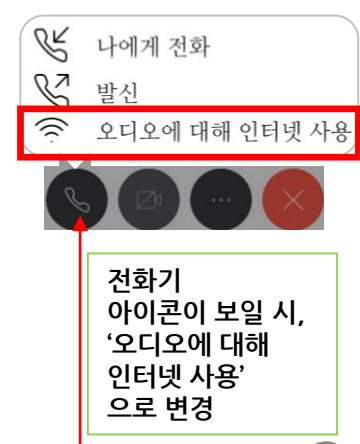 나에게 전화
발신
오디오에 대해 인터넷 사용
전화기
아이콘이 보일 시,
‘오디오에 대해
인터넷 사용’
으로 변경